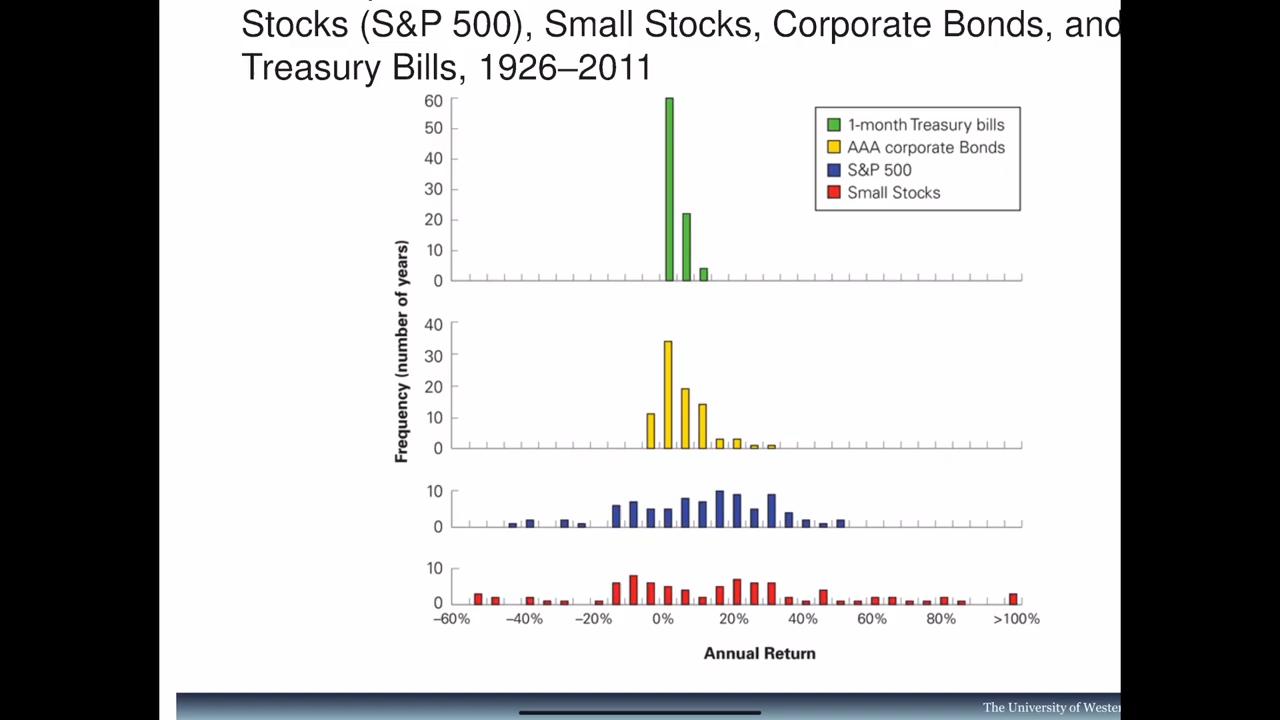 Stocks (S&P 500), Small Stocks, Corporate Bonds, and
Treasury Bills, 1926–2011
1-month Treasury bills
AAA corporate Bonds
S&P 500
Small Stocks
Frequency (number of years)
60
50
40
30
20
10
0
40
30
20
10
0
10
0
10
0
–60%
–40%
–20%
0%
20%
40%
60%
80%
>100%
Annual Return
The University of Wester